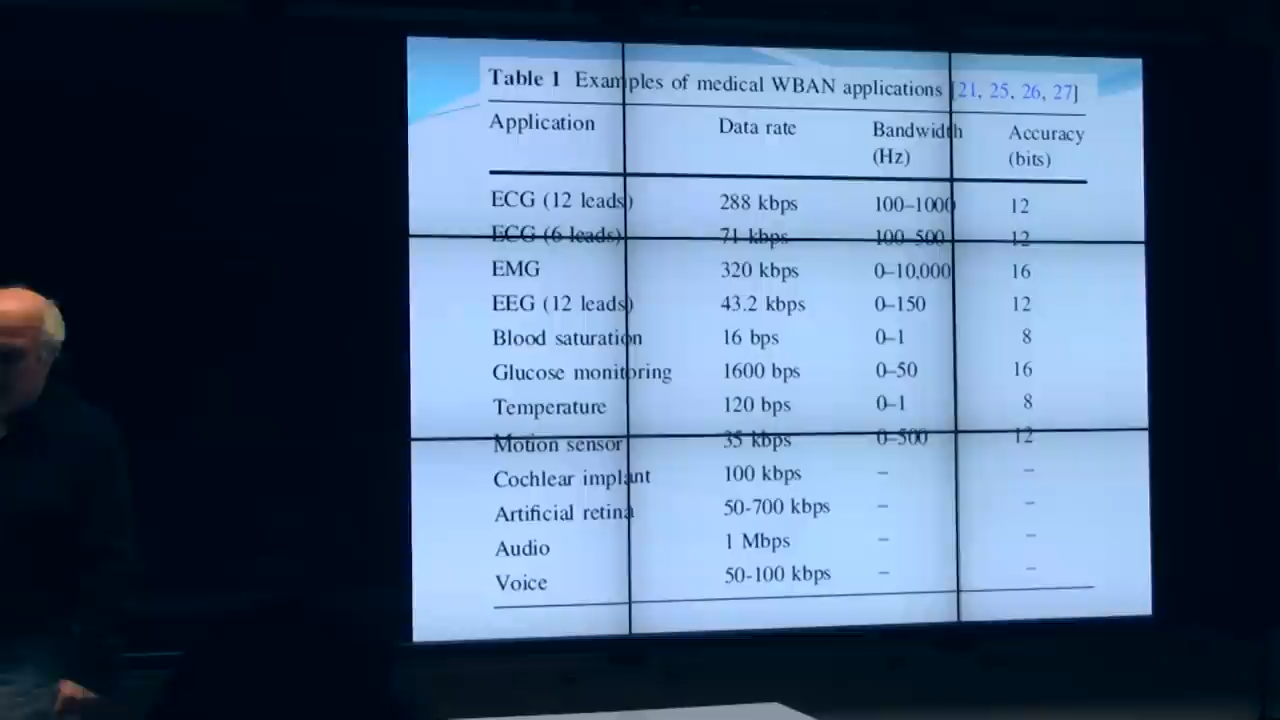 Table 1 Examples of medical WBAN applications [21, 25, 26, 27]
Application Data rate Bandwidth (Hz) Accuracy (bits)
ECG (12 leads) 288 kbps 100–1000 12
ECG (6 leads) 71 kbps 100–500 12
EMG 320 kbps 0–10,000 16
EEG (12 leads) 43.2 kbps 0–150 12
Blood saturation 16 bps 0–1 8
Glucose monitoring 1600 bps 0–50 16
Temperature 120 bps 0–1 8
Motion sensor 35 kbps 0–500 12
Cochlear implant 100 kbps – –
Artificial retina 50-700 kbps – –
Audio 1 Mbps – –
Voice 50-100 kbps – –